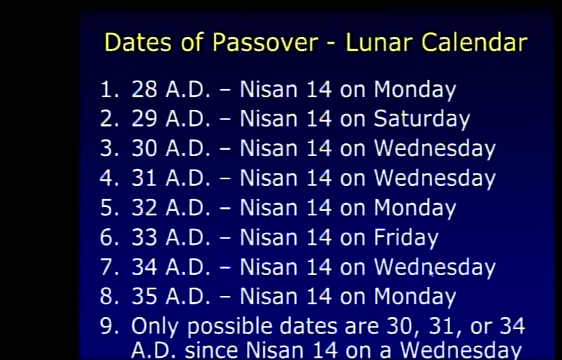 Dates of Passover - Lunar Calendar
1. 28 A.D. – Nisan 14 on Monday
2. 29 A.D. – Nisan 14 on Saturday
3. 30 A.D. – Nisan 14 on Wednesday
4. 31 A.D. – Nisan 14 on Wednesday
5. 32 A.D. – Nisan 14 on Monday
6. 33 A.D. – Nisan 14 on Friday
7. 34 A.D. – Nisan 14 on Wednesday
8. 35 A.D. – Nisan 14 on Monday
9. Only possible dates are 30, 31, or 34
A.D. since Nisan 14 on a Wednesday